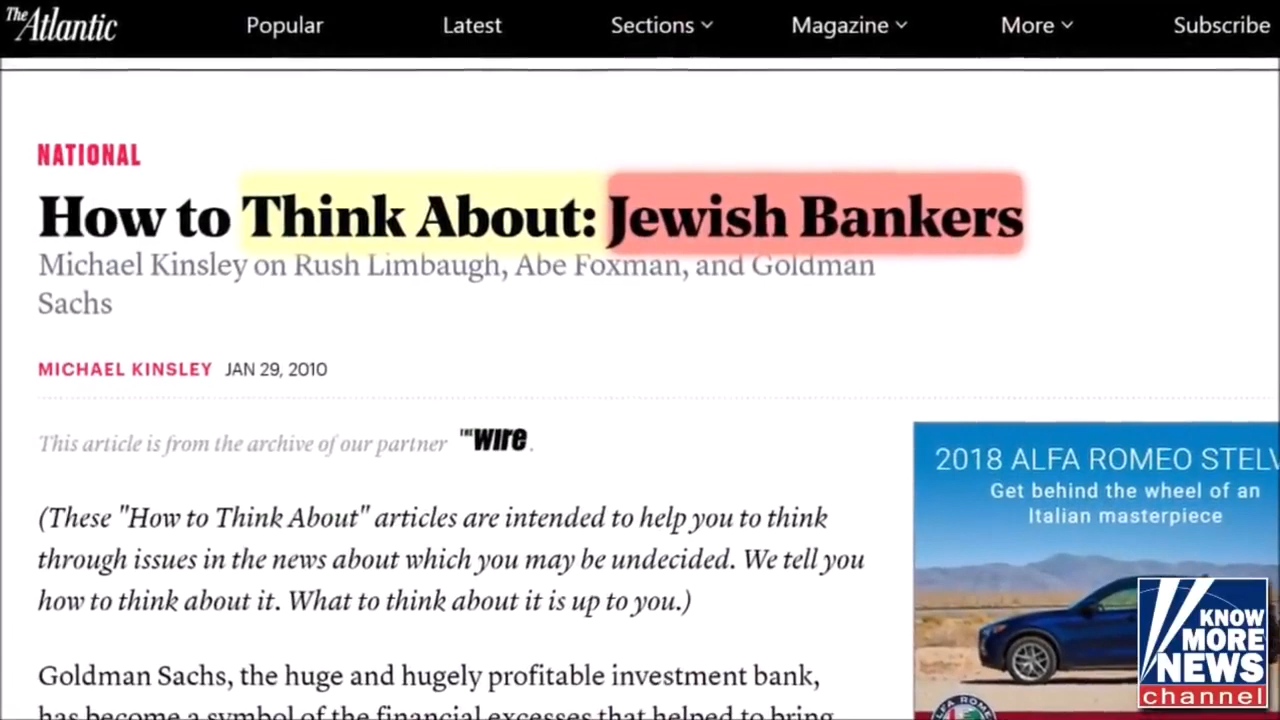 The Atlantic Popular Latest Sections Magazine More Subscribe
NATIONAL
How to Think About: Jewish Bankers
Michael Kinsley on Rush Limbaugh, Abe Foxman, and Goldman
Sachs
MICHAEL KINSLEY JAN 29, 2010
This article is from the archive of our partner THE WIRE.
(These "How to Think About" articles are intended to help you to think
through issues in the news about which you may be undecided. We tell you
how to think about it. What to think about it is up to you.)
Goldman Sachs, the huge and hugely profitable investment bank,
has become a symbol of the financial excesses that helped to bring
2018 ALFA ROMEO STELV
Get behind the wheel of an
Italian masterpiece
ALFA ROMEO
KNOW
MORE
NEWS
channel